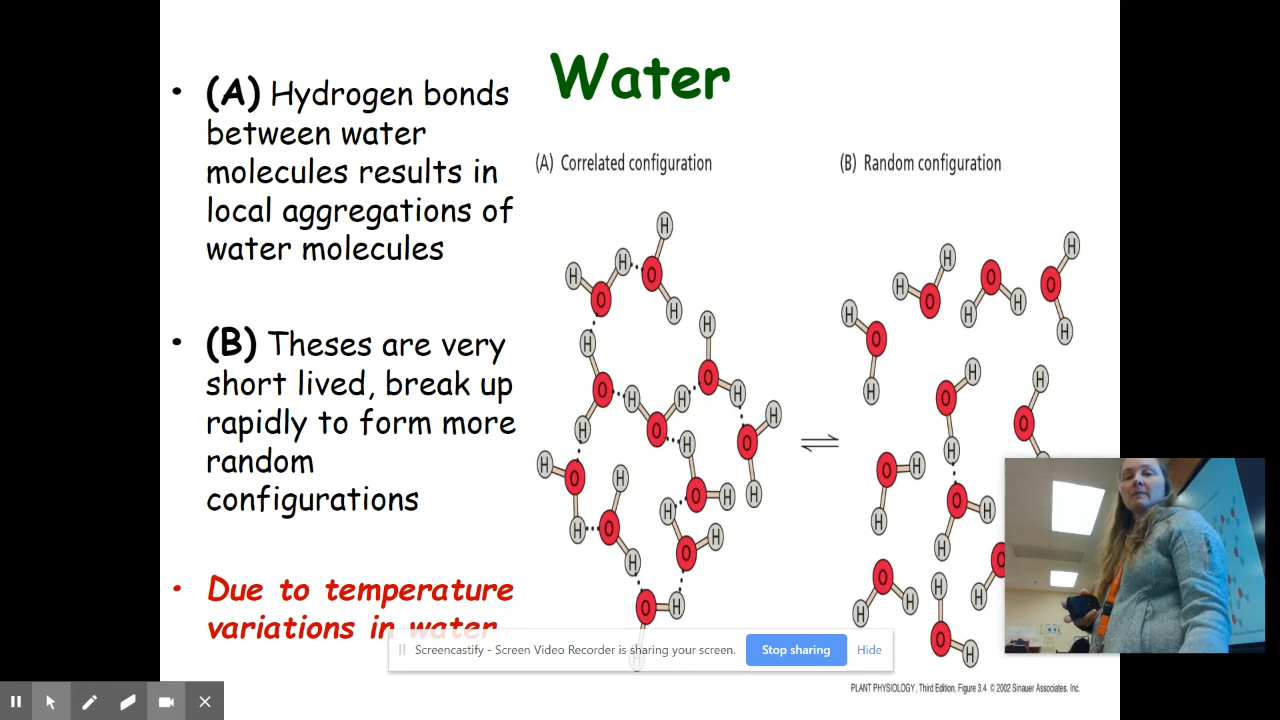 Water
• (A) Hydrogen bonds
between water
molecules results in
local aggregations of
water molecules
• (B) Theses are very
short lived, break up
rapidly to form more
random
configurations
• Due to temperature
variations in water
(A) Correlated configuration
(B) Random configuration
H
H
O
H
O
H
H
H
O
H
O
H
H
O
H
H
O
H
H
H
O
H
H
O
H
H
O
H
H
O
H
H
O
H
H
O
H
H
H
O
H
H
O
H
H
O
H
H
O
H
H
O
H
H
O
H
H
O
H
O
H
H
O
H
H
O
H
O
H
H
O
H
PLANT PHYSIOLOGY, Third Edition, Figure 3.4 © 2002 Sinauer Associates, Inc.
Screencastify - Screen Video Recorder is sharing your screen.
Stop sharing
Hide